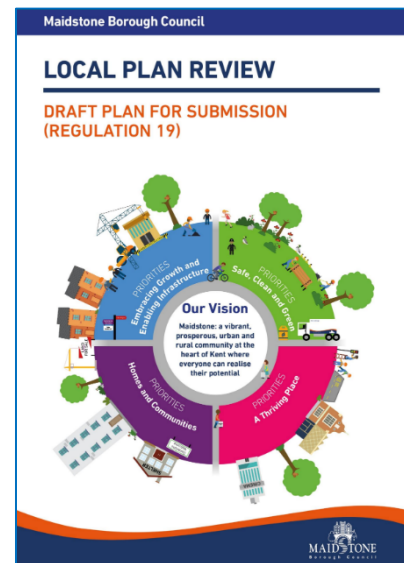 Maidstone Borough Council
LOCAL PLAN REVIEW
DRAFT PLAN FOR SUBMISSION
(REGULATION 19)
PRIORITIES
Embracing Growth and
Enabling Infrastructure
PRIORITIES
Safe, Clean and Green
Our Vision
Maidstone: a vibrant,
prosperous, urban and
rural community at the
heart of Kent where
everyone can realise
their potential
PRIORITIES
Homes and Communities
PRIORITIES
A Thriving Place
MAIDSTONE
Borough Council